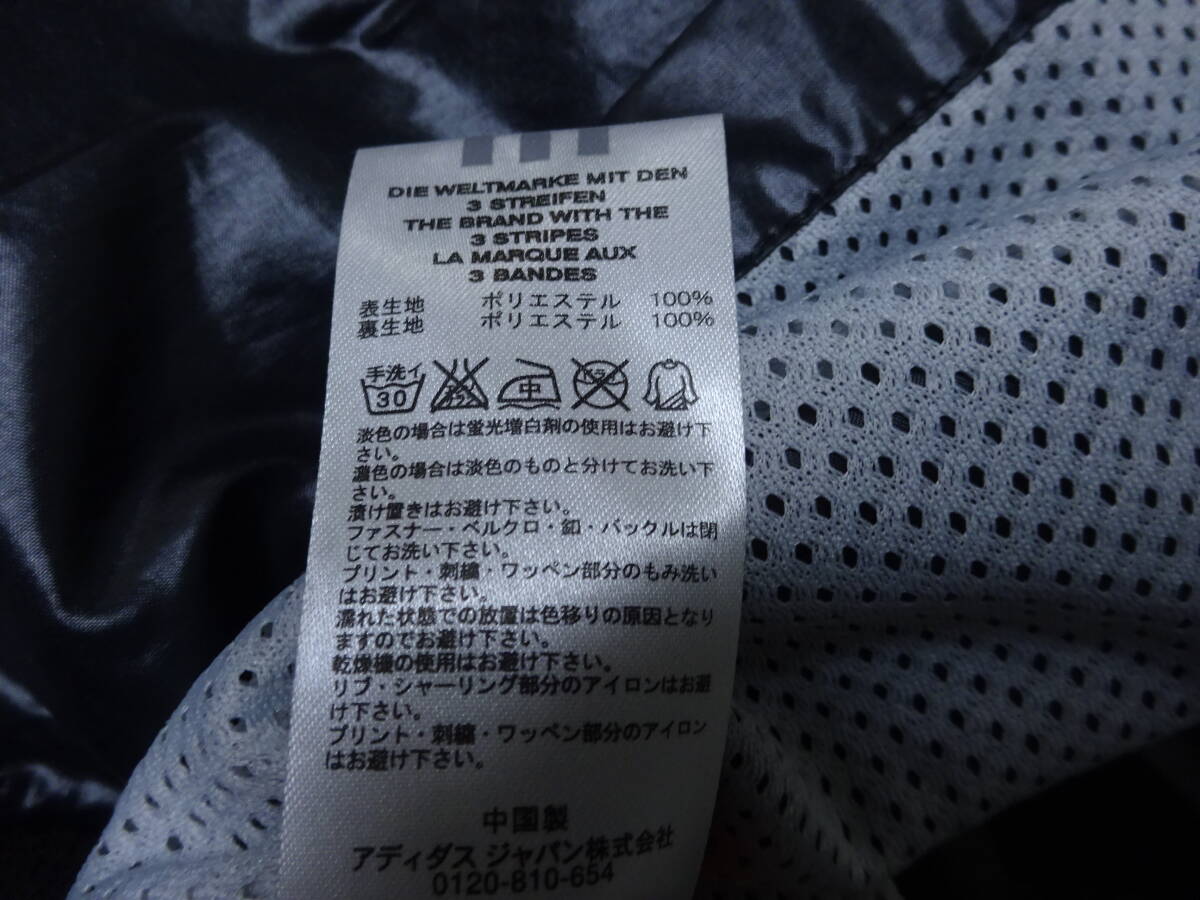 DIE WELTMARKE MIT DEN
3 STREIFEN
THE BRAND WITH THE
3 STRIPES
LA MARQUE AUX
3 BANDES
表生地 ポリエステル 100%
裏生地 ポリエステル 100%
手洗イ
30 中
淡色の場合は蛍光増白剤の使用はお避け下
さい。
濃色の場合は淡色のものと分けてお洗い下
さい。
漬け置きはお避け下さい。
ファスナー・ベルクロ・釦・バックルは閉
じてお洗い下さい。
プリント・刺繍・ワッペン部分のもみ洗い
はお避け下さい。
濡れた状態での放置は色移りの原因となり
ますのでお避け下さい。
乾燥機の使用はお避け下さい。
リブ・シャーリング部分のアイロンはお避
け下さい。
プリント・刺繍・ワッペン部分のアイロン
はお避け下さい。
中国製
アディダス ジャパン株式会社
0120-810-654